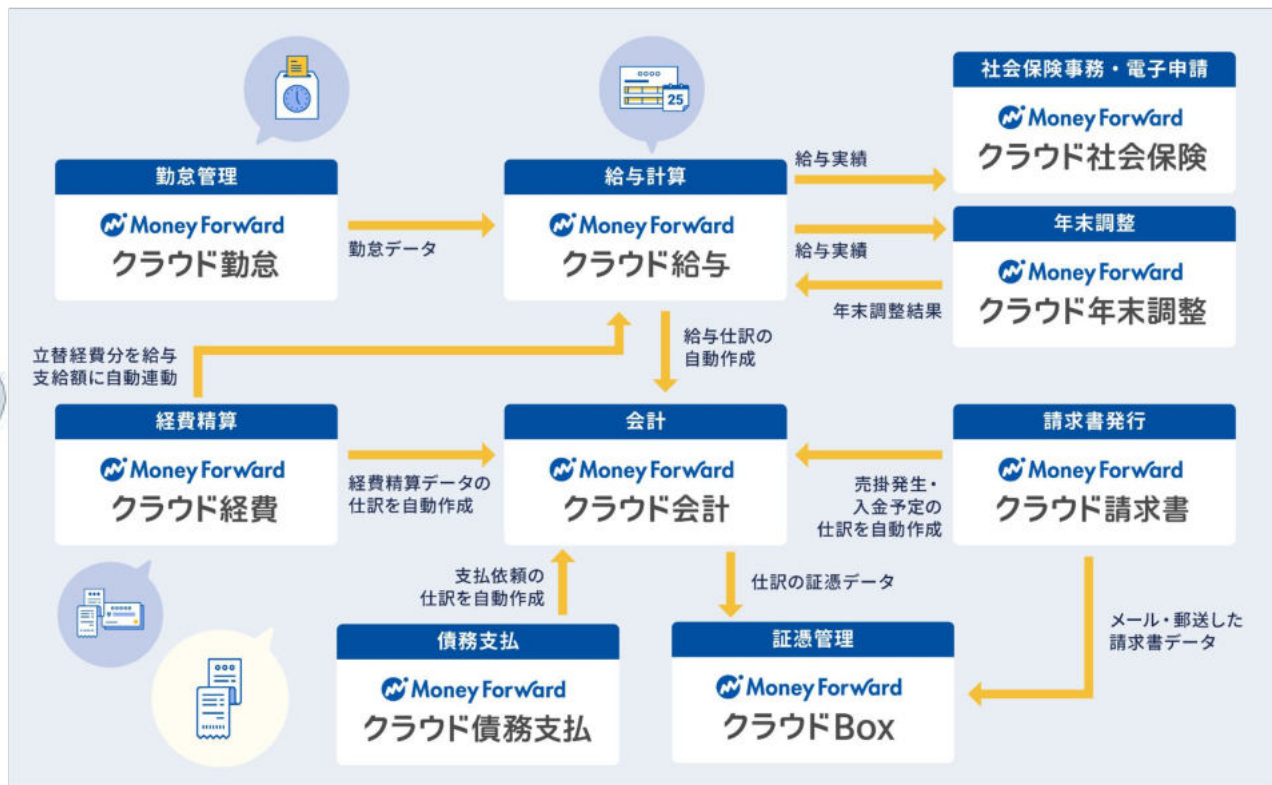 社会保険事務・電子申請
Money Forward
クラウド社会保険
25
勤怠管理
Money Forward
クラウド勤怠
勤怠データ
給与計算
Money Forward
クラウド給与
給与実績
給与実績
年末調整結果
年末調整
Money Forward
クラウド年末調整
立替経費分を給与
支給額に自動連動
給与仕訳の
自動作成
経費精算
Money Forward
クラウド経費
経費精算データの
仕訳を自動作成
会計
Money Forward
クラウド会計
売掛発生・
入金予定の
仕訳を自動作成
請求書発行
Money Forward
クラウド請求書
支払依頼の
仕訳を自動作成
仕訳の証憑データ
メール・郵送した
請求書データ
債務支払
Money Forward
クラウド債務支払
証憑管理
Money Forward
クラウドBox